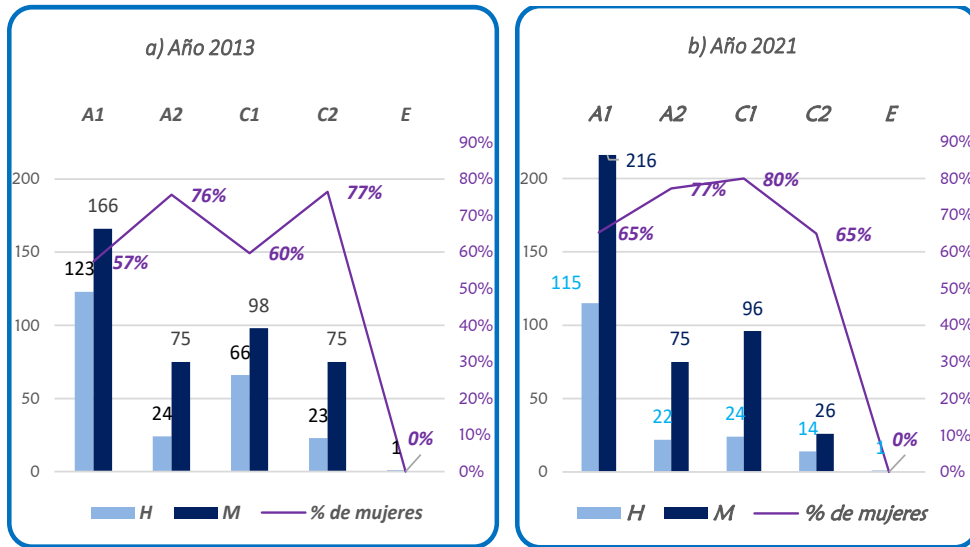 a) Año 2013
A1 A2 C1 C2 E
90%
200 80%
166 76% 77%
70%
150 123 57% 60% 60%
50%
100 98 40%
75 66 75
30%
50 20%
24 23 10%
1 0%
0 0%
H M % de mujeres
b) Año 2021
A1 A2 C1 C2 E
90%
216
200 80%
77% 80%
70%
65% 65%
150 60%
115 50%
100 96 40%
75
30%
50 20%
22 24 14 26 10%
1 0%
0 0%
H M % de mujeres